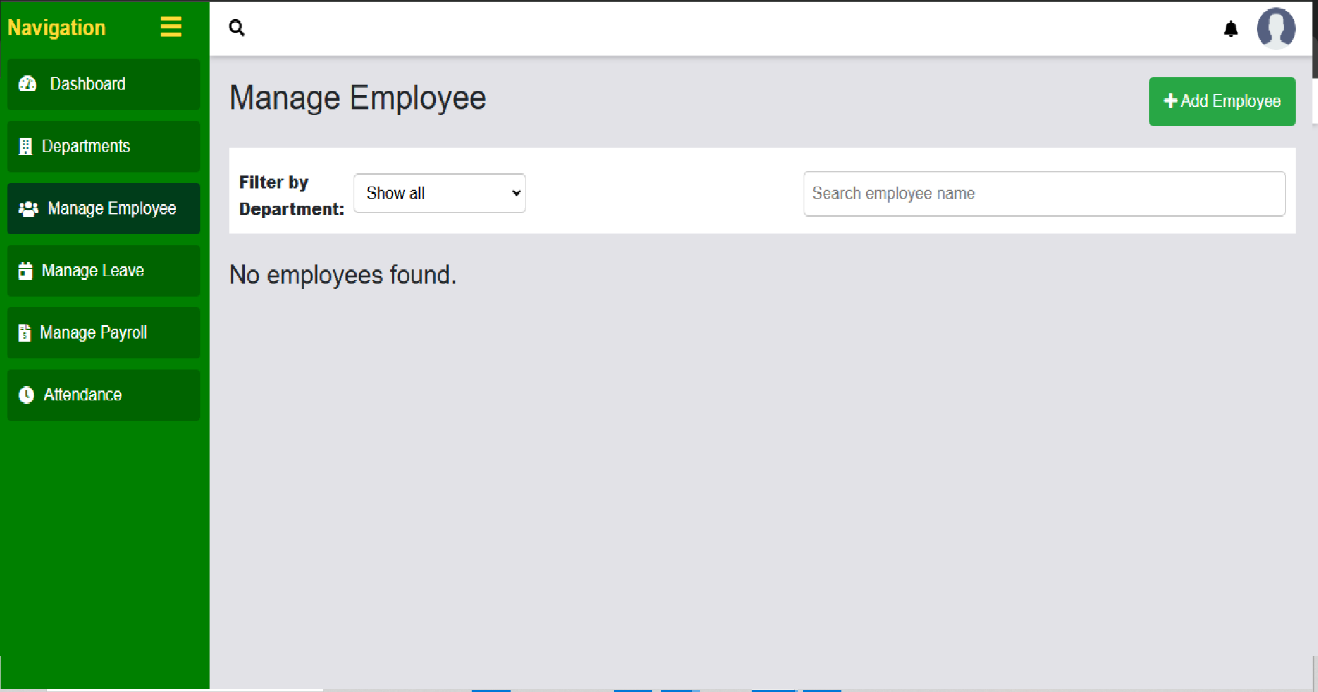 Navigation
Dashboard
Departments
Manage Employee
Manage Leave
Manage Payroll
Attendance
Manage Employee
Add Employee
Filter by
Department:
Show all
Search employee name
No employees found.